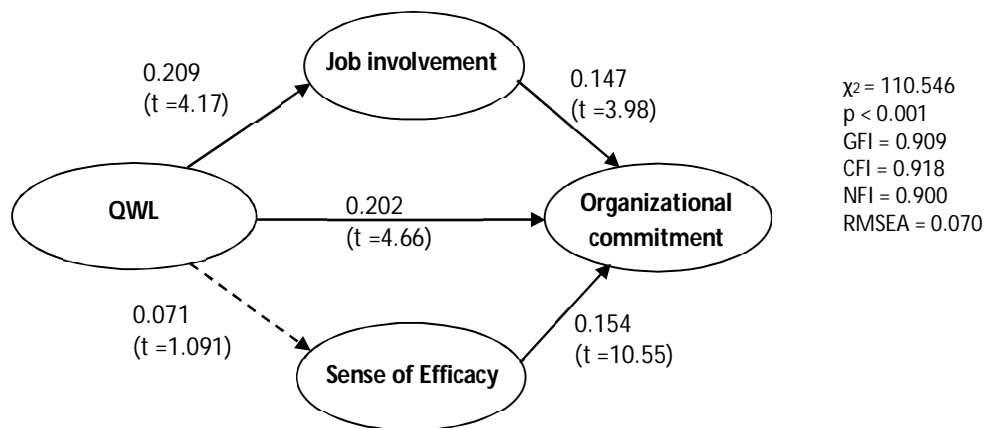 Job involvement
0.209
(t =4.17)
0.147
(t =3.98)
QWL
0.202
(t =4.66)
Organizational
commitment
0.071
(t =1.091)
0.154
(t =10.55)
Sense of Efficacy
χ2 = 110.546
p < 0.001
GFI = 0.909
CFI = 0.918
NFI = 0.900
RMSEA = 0.070